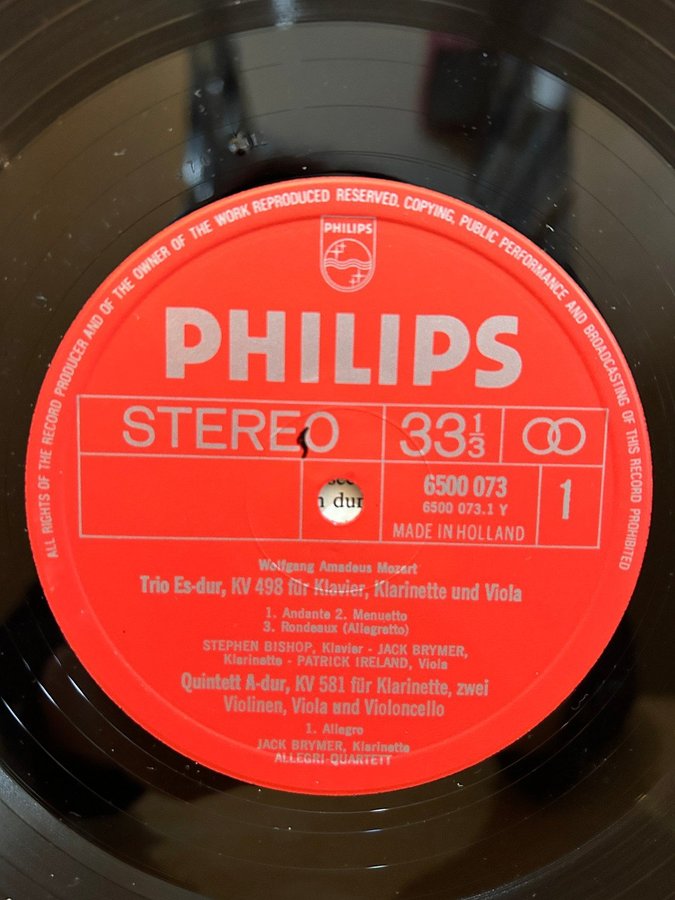 ALL RIGHTS OF THE RECORD PRODUCER AND OF THE OWNER OF THE WORK REPRODUCED RESERVED. COPYING, PUBLIC PERFORMANCE AND BROADCASTING OF THIS RECORD PROHIBITED
PHILIPS
PHILIPS
STEREO 33 1/3
6500 073 1
6500 073.1 Y
MADE IN HOLLAND
dur
Wolfgang Amadeus Mozart
Trio Es-dur, KV 498 für Klavier, Klarinette und Viola
1. Andante 2. Menuetto
3. Rondeaux (Allegretto)
STEPHEN BISHOP, Klavier - JACK BRYMER,
Klarinette - PATRICK IRELAND, Viola
Quintett A-dur, KV 581 für Klarinette, zwei
Violinen, Viola und Violoncello
1. Allegro
JACK BRYMER, Klarinette
ALLEGRI-QUARTETT